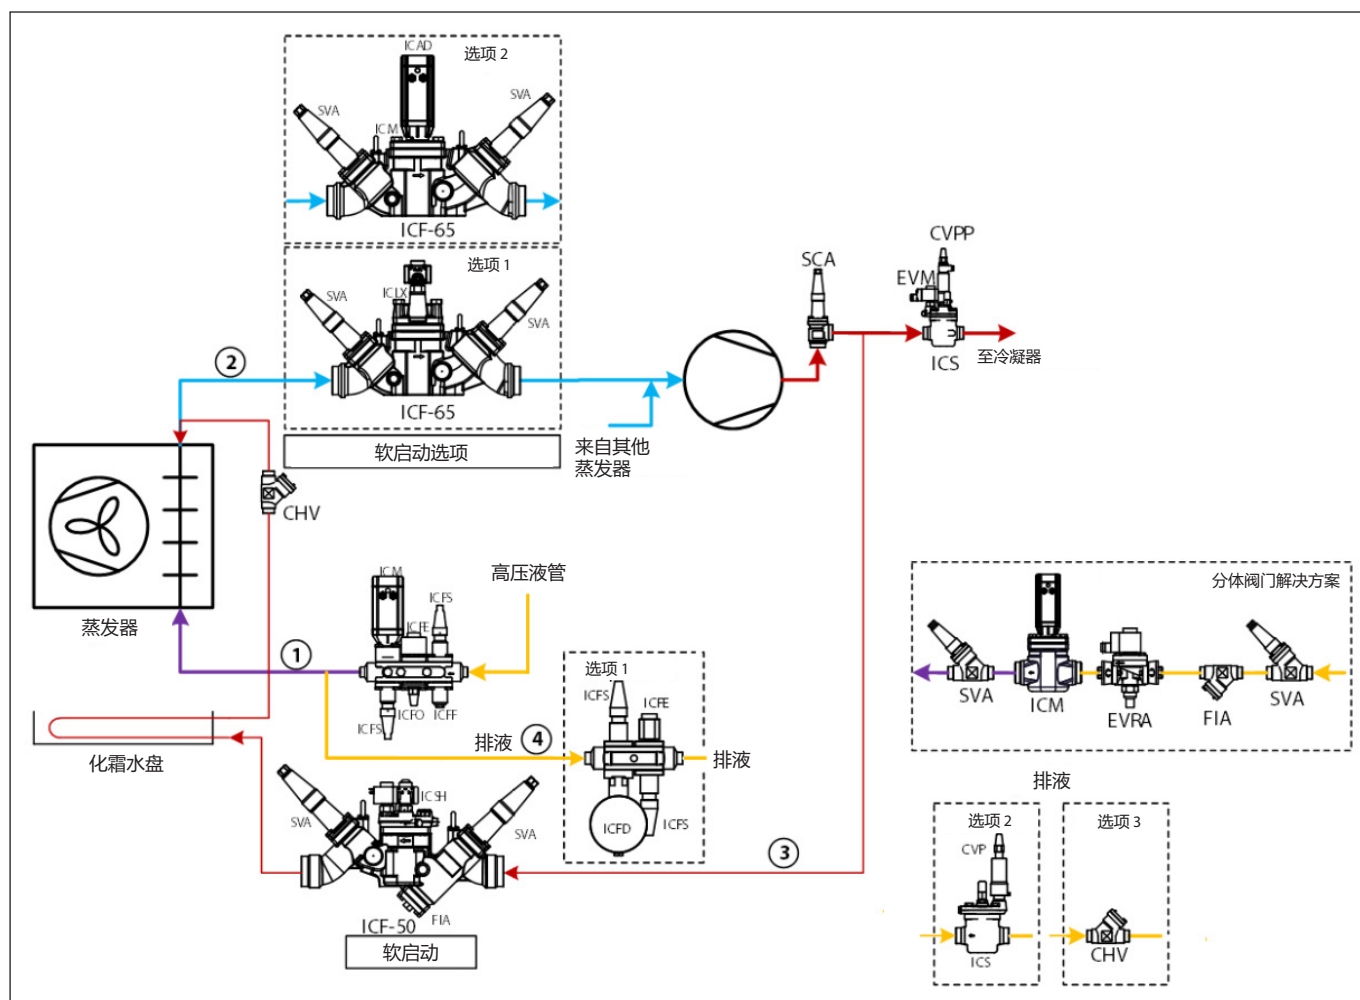 ICAD
选项 2
SVA
SVA
ICM
ICF-65
选项 1
ICLX
SVA
SVA
ICF-65
软启动选项
2
来自其他
蒸发器
SCA
CVPP
EVM
ICS
至冷凝器
CHV
蒸发器
ICM
ICFS
ICFE
高压液管
1
ICFS
ICFO
ICFF
选项 1
ICFS
ICFE
排液
4
排液
ICFD
ICFS
化霜水盘
ICSH
SVA
SVA
FIA
ICF-50
软启动
3
分体阀门解决方案
SVA
ICM
EVRA
FIA
SVA
排液
选项 2
CVP
ICS
选项 3
CHV